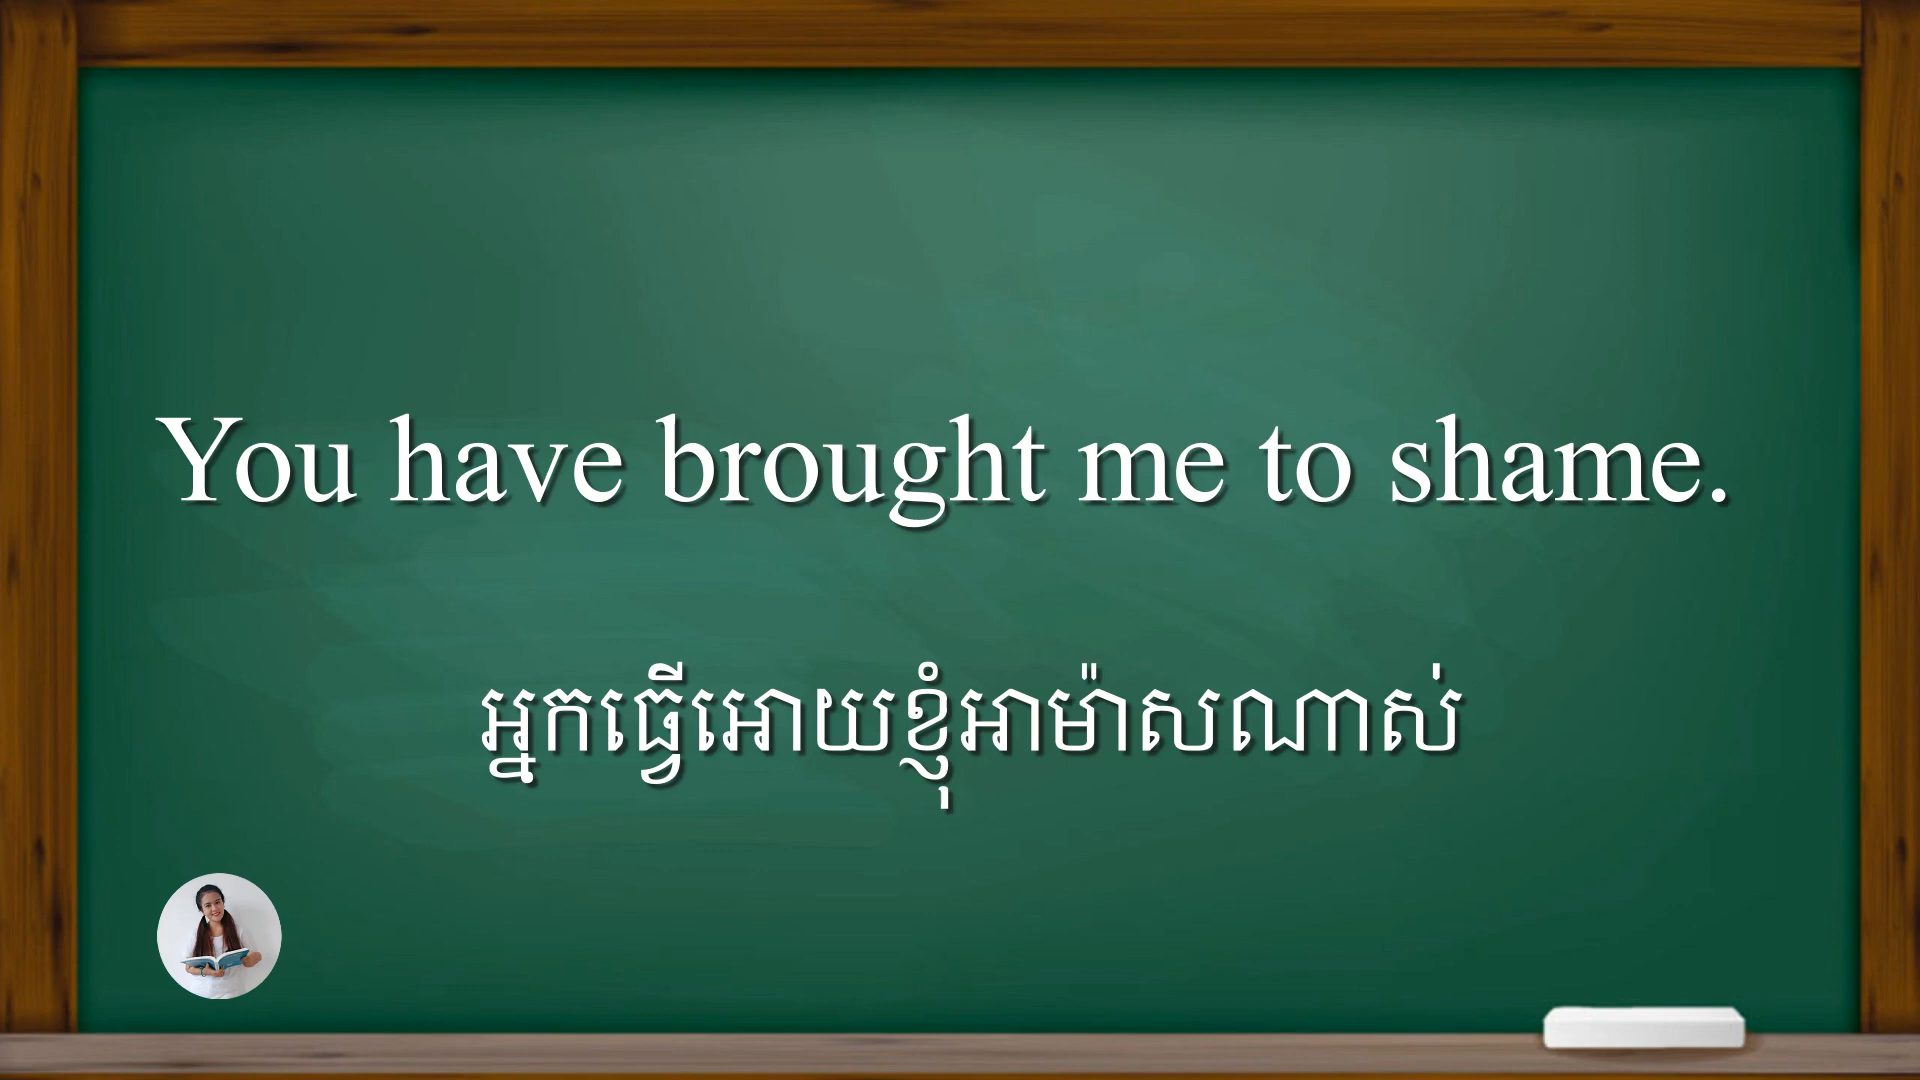 You have brought me to shame.
អ្នកធ្វើអោយខ្ញុំអាម៉ាសណាស់